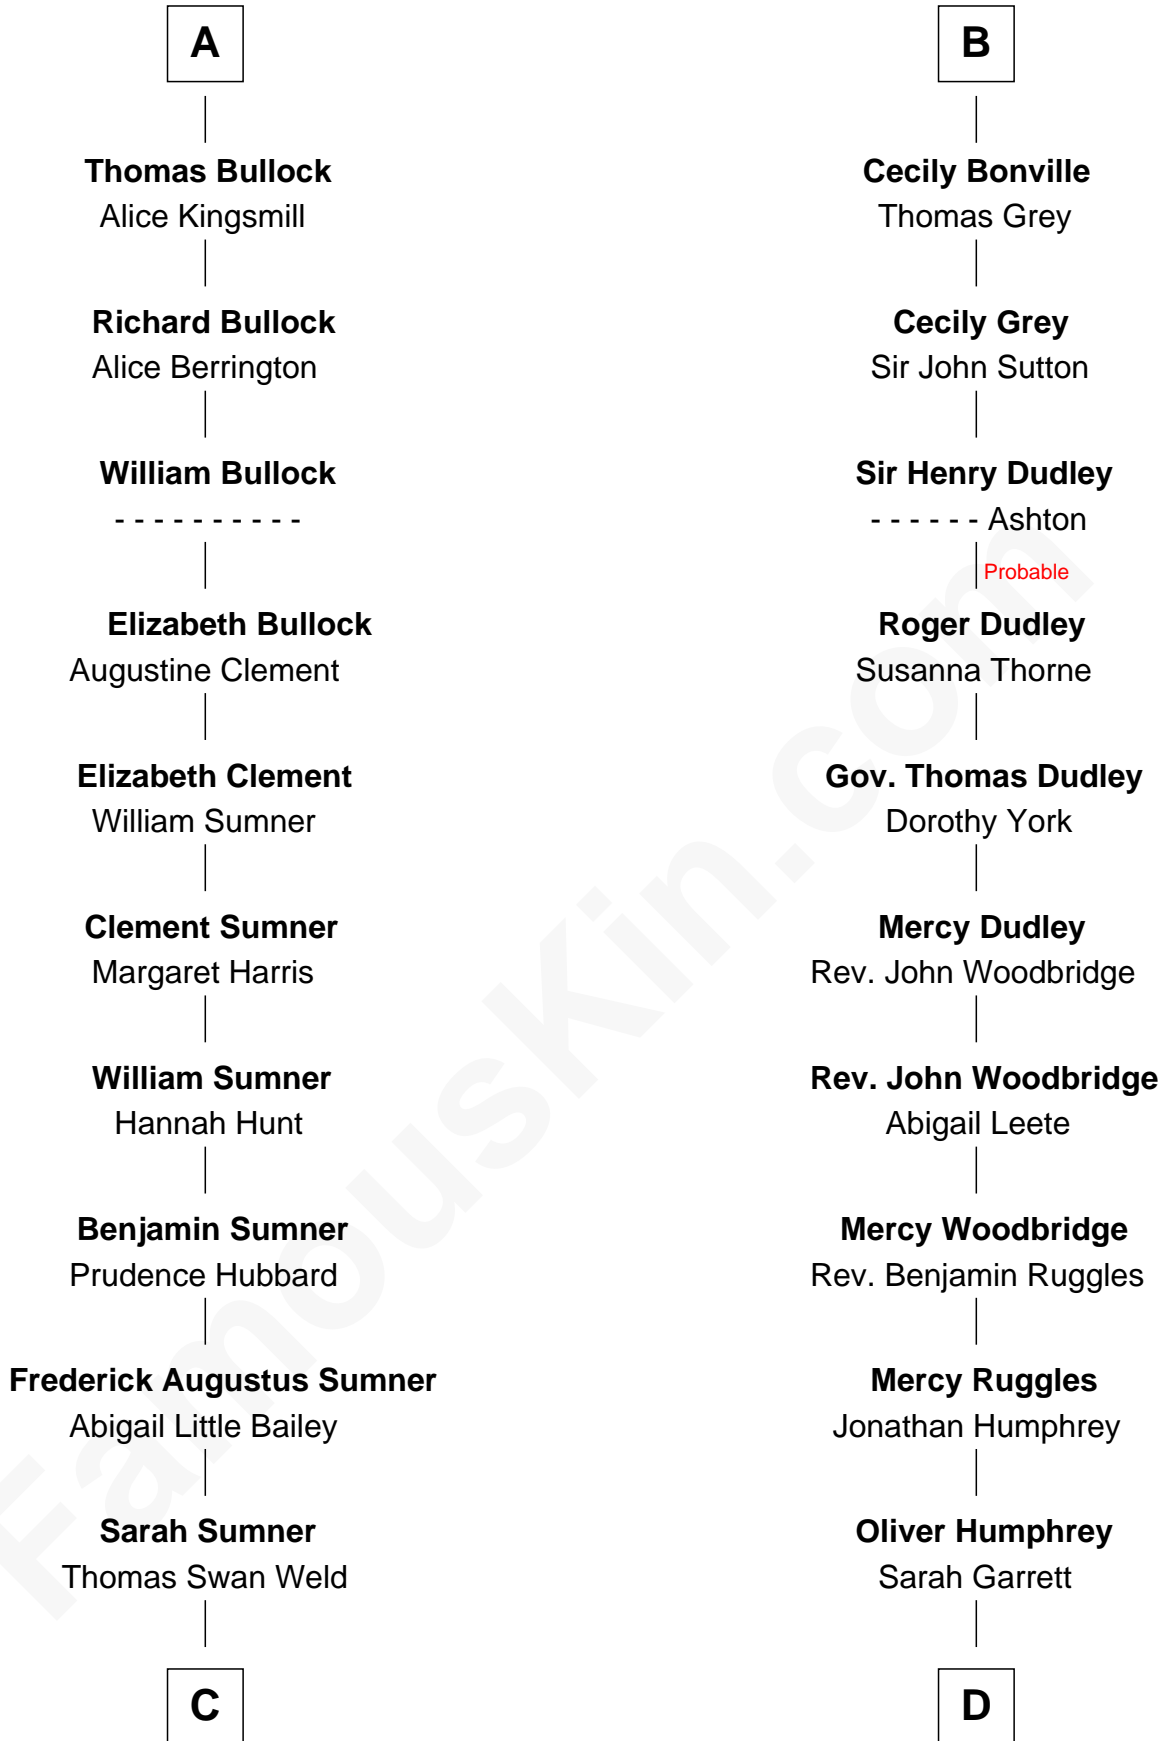 A
Thomas Bullock
Alice Kingsmill
Richard Bullock
Alice Berrington
William Bullock
- - - - - - - - - -
Elizabeth Bullock
Augustine Clement
Elizabeth Clement
William Sumner
Clement Sumner
Margaret Harris
William Sumner
Hannah Hunt
Benjamin Sumner
Prudence Hubbard
Frederick Augustus Sumner
Abigail Little Bailey
Sarah Sumner
Thomas Swan Weld
C
B
Cecily Bonville
Thomas Grey
Cecily Grey
Sir John Sutton
Sir Henry Dudley
- - - - - - Ashton
Probable
Roger Dudley
Susanna Thorne
Gov. Thomas Dudley
Dorothy York
Mercy Dudley
Rev. John Woodbridge
Rev. John Woodbridge
Abigail Leete
Mercy Woodbridge
Rev. Benjamin Ruggles
Mercy Ruggles
Jonathan Humphrey
Oliver Humphrey
Sarah Garrett
D
FamousKin.com